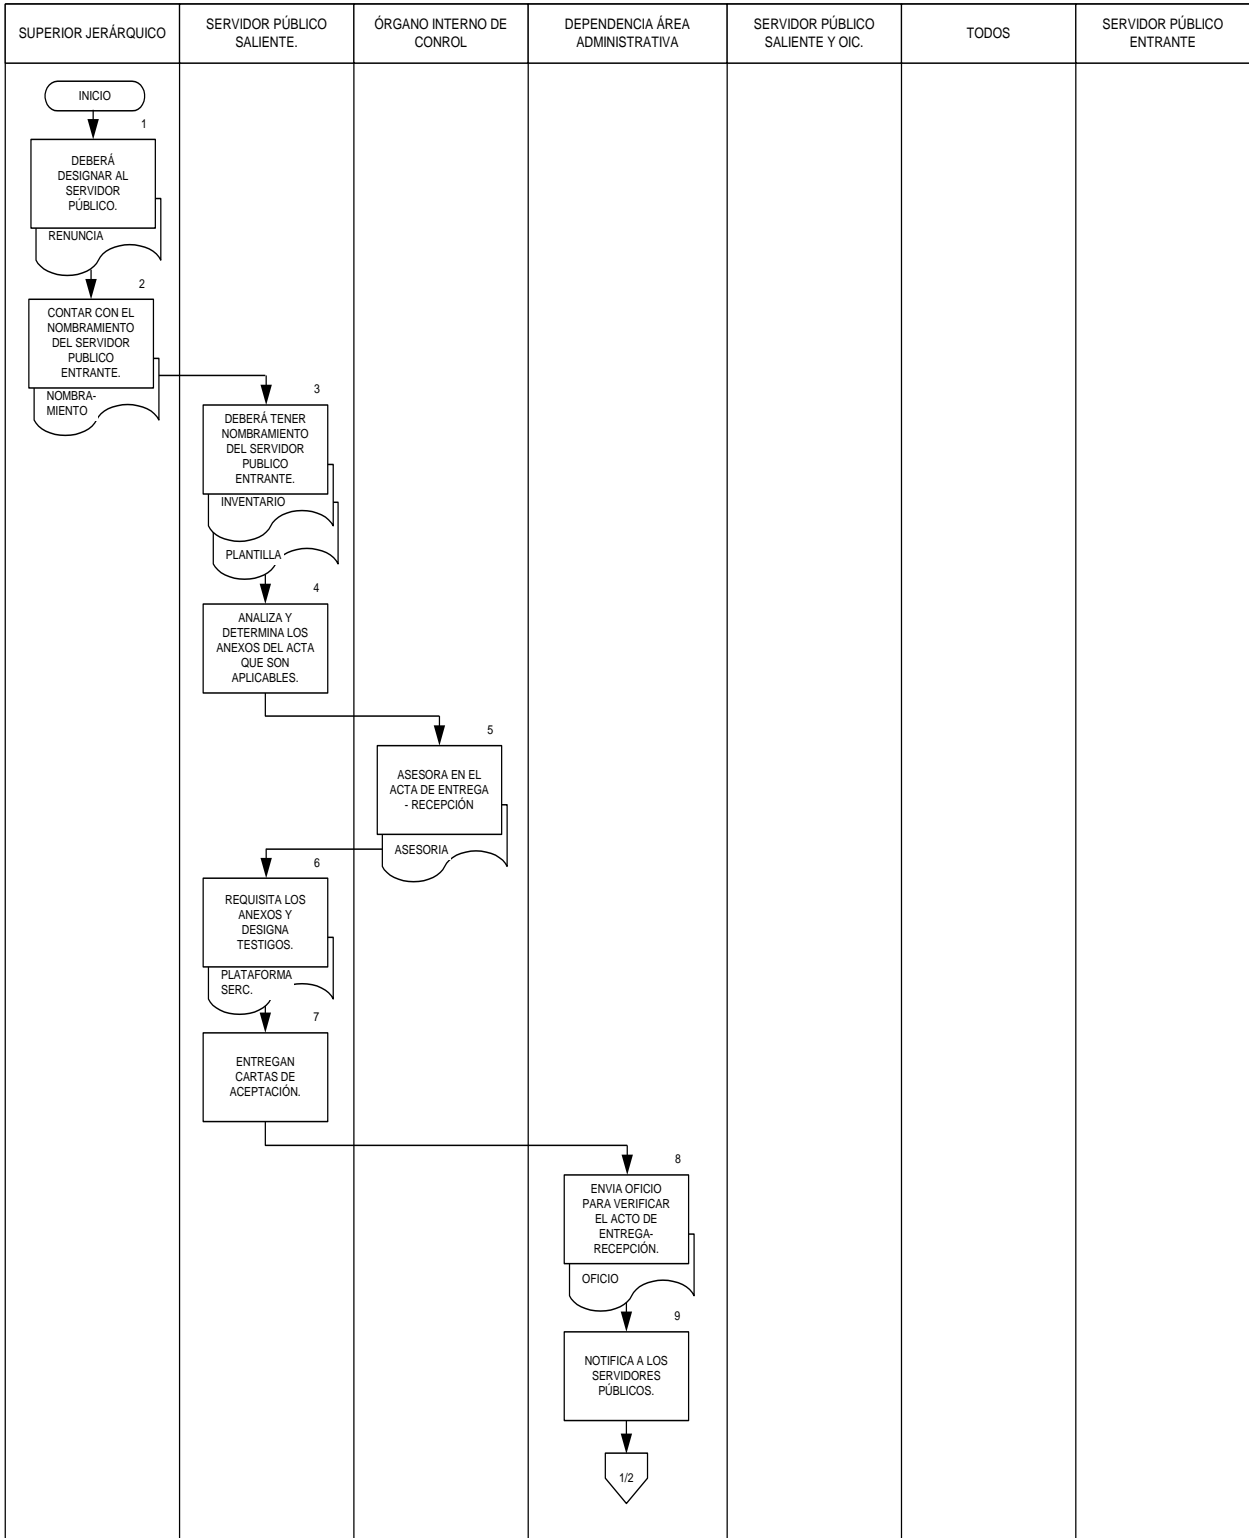 SUPERIOR JERÁRQUICO
SERVIDOR PÚBLICO
SALIENTE.
ÓRGANO INTERNO DE
CONROL
DEPENDENCIA ÁREA
ADMINISTRATIVA
SERVIDOR PÚBLICO
SALIENTE Y OIC.
TODOS
SERVIDOR PÚBLICO
ENTRANTE
INICIO
1
DEBERÁ
DESIGNAR AL
SERVIDOR
PÚBLICO.
RENUNCIA
2
CONTAR CON EL
NOMBRAMIENTO
DEL SERVIDOR
PUBLICO
ENTRANTE.
NOMBRA-
MIENTO
3
DEBERÁ TENER
NOMBRAMIENTO
DEL SERVIDOR
PUBLICO
ENTRANTE.
INVENTARIO
PLANTILLA
4
ANALIZA Y
DETERMINA LOS
ANEXOS DEL ACTA
QUE SON
APLICABLES.
5
ASESORA EN EL
ACTA DE ENTREGA
- RECEPCIÓN
ASESORIA
6
REQUISITA LOS
ANEXOS Y
DESIGNA
TESTIGOS.
PLATAFORMA
SERC.
7
ENTREGAN
CARTAS DE
ACEPTACIÓN.
8
ENVIA OFICIO
PARA VERIFICAR
EL ACTO DE
ENTREGA-
RECEPCIÓN.
OFICIO
9
NOTIFICA A LOS
SERVIDORES
PÚBLICOS.
1/2